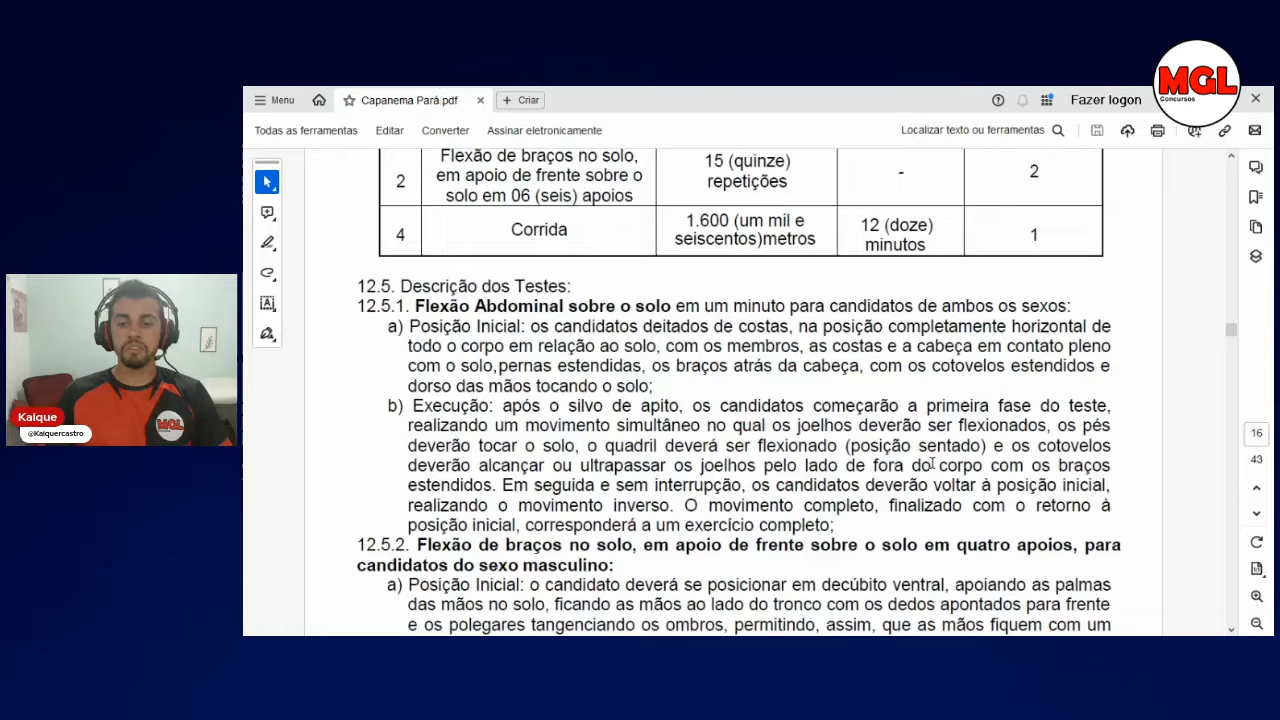 MGL
Concursos
Menu
Capanema Pará.pdf
Criar
Fazer logon
Todas as ferramentas
Editar
Converter
Assinar eletronicamente
Localizar texto ou ferramentas
2
Flexão de braços no solo,
em apoio de frente sobre o
solo em 06 (seis) apoios
15 (quinze)
repetições
-
2
4
Corrida
1.600 (um mil e
seiscentos)metros
12 (doze)
minutos
1
12.5. Descrição dos Testes:
12.5.1. Flexão Abdominal sobre o solo em um minuto para candidatos de ambos os sexos:
a) Posição Inicial: os candidatos deitados de costas, na posição completamente horizontal de
todo o corpo em relação ao solo, com os membros, as costas e a cabeça em contato pleno
com o solo,pernas estendidas, os braços atrás da cabeça, com os cotovelos estendidos e
dorso das mãos tocando o solo;
b) Execução: após o silvo de apito, os candidatos começarão a primeira fase do teste,
realizando um movimento simultâneo no qual os joelhos deverão ser flexionados, os pés
deverão tocar o solo, o quadril deverá ser flexionado (posição sentado) e os cotovelos
deverão alcançar ou ultrapassar os joelhos pelo lado de fora do corpo com os braços
estendidos. Em seguida e sem interrupção, os candidatos deverão voltar à posição inicial,
realizando o movimento inverso. O movimento completo, finalizado com o retorno à
posição inicial, corresponderá a um exercício completo;
12.5.2. Flexão de braços no solo, em apoio de frente sobre o solo em quatro apoios, para
candidatos do sexo masculino:
a) Posição Inicial: o candidato deverá se posicionar em decúbito ventral, apoiando as palmas
das mãos no solo, ficando as mãos ao lado do tronco com os dedos apontados para frente
e os polegares tangenciando os ombros, permitindo, assim, que as mãos fiquem com um
16
43
MGL
Kaique
@Kaiquercastro